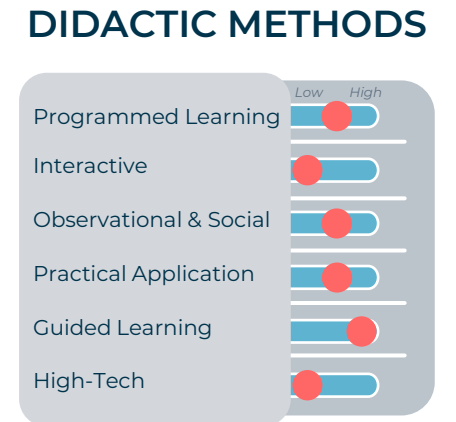 DIDACTIC METHODS
Low High
Programmed Learning
Interactive
Observational & Social
Practical Application
Guided Learning
High-Tech